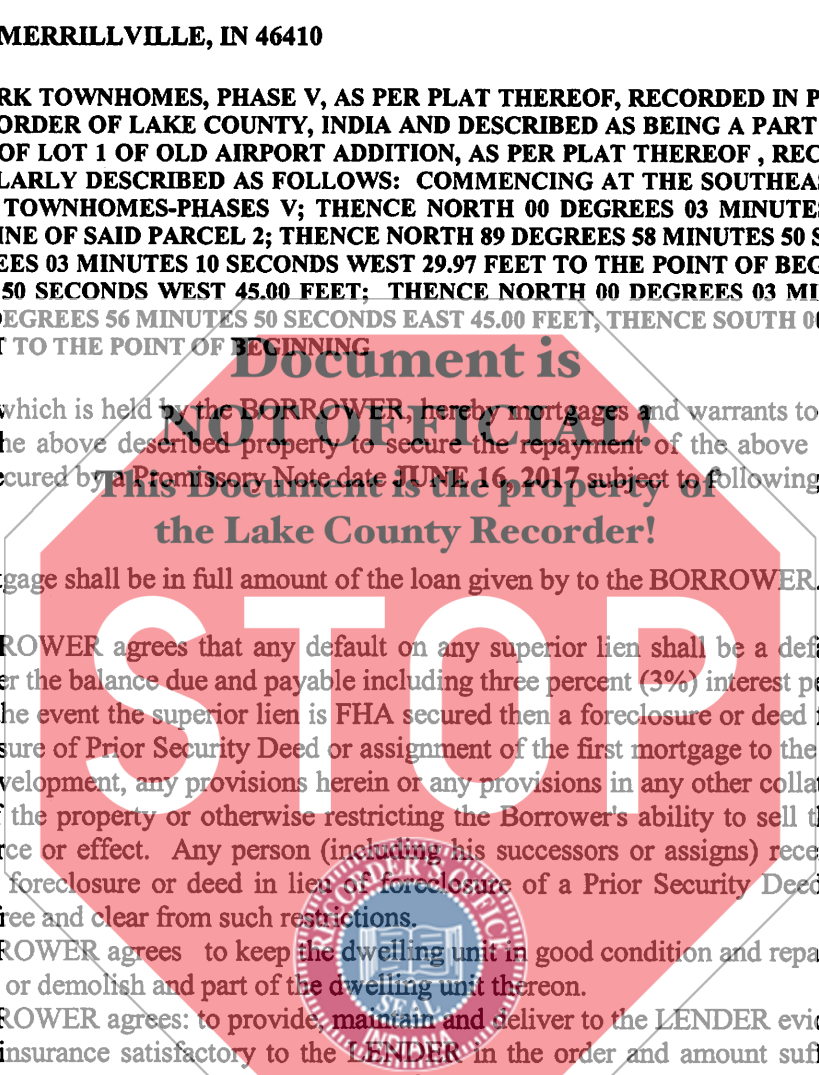 MERRILLVILLE, IN 46410
RK TOWNHOMES, PHASE V, AS PER PLAT THEREOF, RECORDED IN P
ORDER OF LAKE COUNTY, INDIA AND DESCRIBED AS BEING A PART
OF LOT 1 OF OLD AIRPORT ADDITION, AS PER PLAT THEREOF , REC
LARLY DESCRIBED AS FOLLOWS: COMMENCING AT THE SOUTHEAS
TOWNHOMES-PHASES V; THENCE NORTH 00 DEGREES 03 MINUTES
INE OF SAID PARCEL 2; THENCE NORTH 89 DEGREES 58 MINUTES 50 S
EES 03 MINUTES 10 SECONDS WEST 29.97 FEET TO THE POINT OF BEG
50 SECONDS WEST 45.00 FEET; THENCE NORTH 00 DEGREES 03 MI
DEGREES 56 MINUTES 50 SECONDS EAST 45.00 FEET, THENCE SOUTH 00
T TO THE POINT OF BEGINNING
Document is
which is held by the BORROWER, hereby mortgages and warrants to
NOT OFFICIAL!
he above described property to secure the repayment of the above
cured by a Promissory Note date JUNE 16, 2017 subject to following
This Document is the property of
the Lake County Recorder!
tgage shall be in full amount of the loan given by to the BORROWER.
STOP
ROWER agrees that any default on any superior lien shall be a defa
er the balance due and payable including three percent (3%) interest pe
he event the superior lien is FHA secured then a foreclosure or deed
sure of Prior Security Deed or assignment of the first mortgage to the
velopment, any provisions herein or any provisions in any other collat
f the property or otherwise restricting the Borrower's ability to sell t
rce or effect. Any person (including his successors or assigns) rece
foreclosure or deed in lieu of foreclosure of a Prior Security Deed
ree and clear from such restrictions.
ROWER agrees to keep the dwelling unit in good condition and repa
or demolish and part of the dwelling unit thereon.
ROWER agrees: to provide, maintain and deliver to the LENDER evid
insurance satisfactory to the LENDER in the order and amount suff
RECORDER'S OFFICE
SEAL
INDIANA